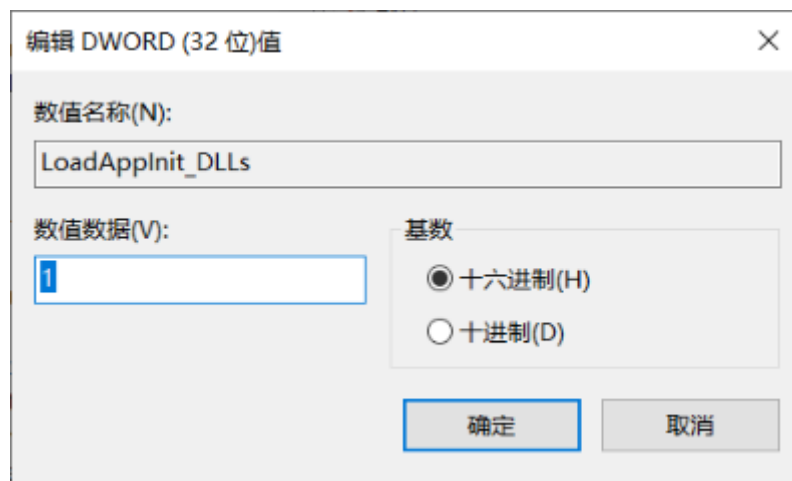 编辑 DWORD (32 位)值
数值名称(N):
LoadAppInit_DLLs
数值数据(V):
1
基数
十六进制(H)
十进制(D)
确定
取消